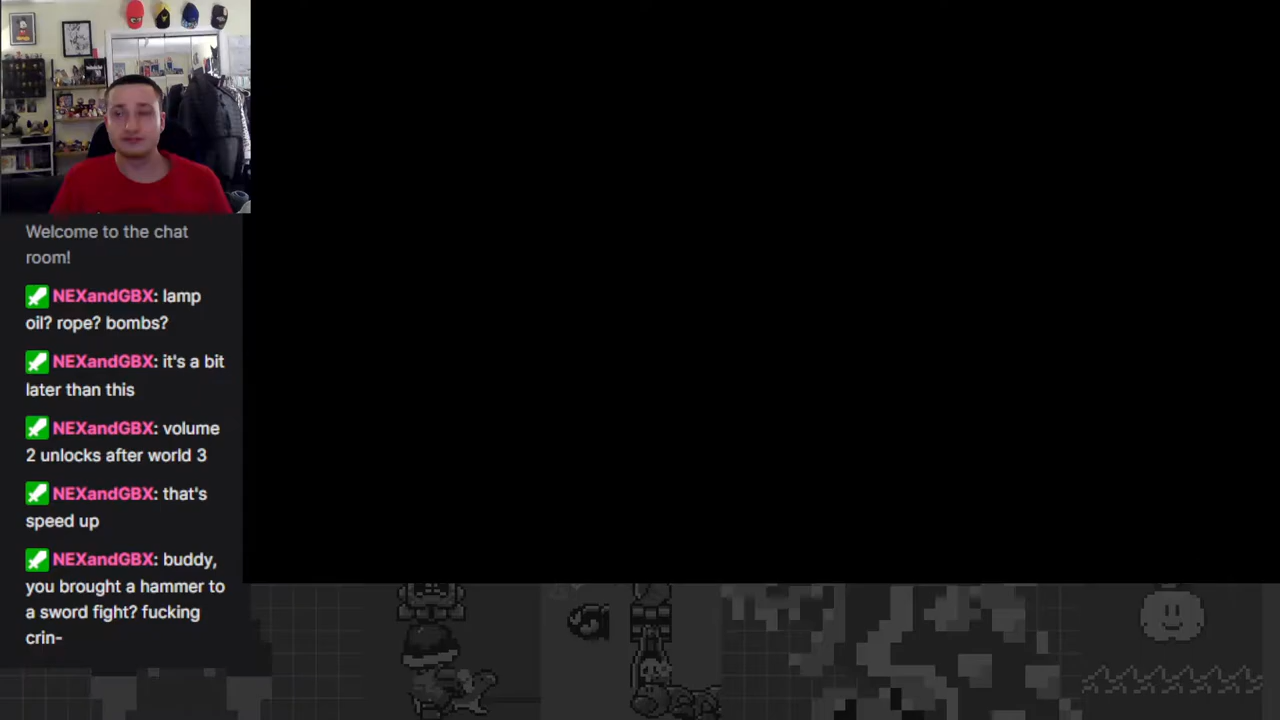 Welcome to the chat
room!
NEXandGBX: lamp
oil? rope? bombs?
NEXandGBX: it's a bit
later than this
NEXandGBX: volume
2 unlocks after world 3
NEXandGBX: that's
speed up
NEXandGBX: buddy,
you brought a hammer to
a sword fight? fucking
crin-